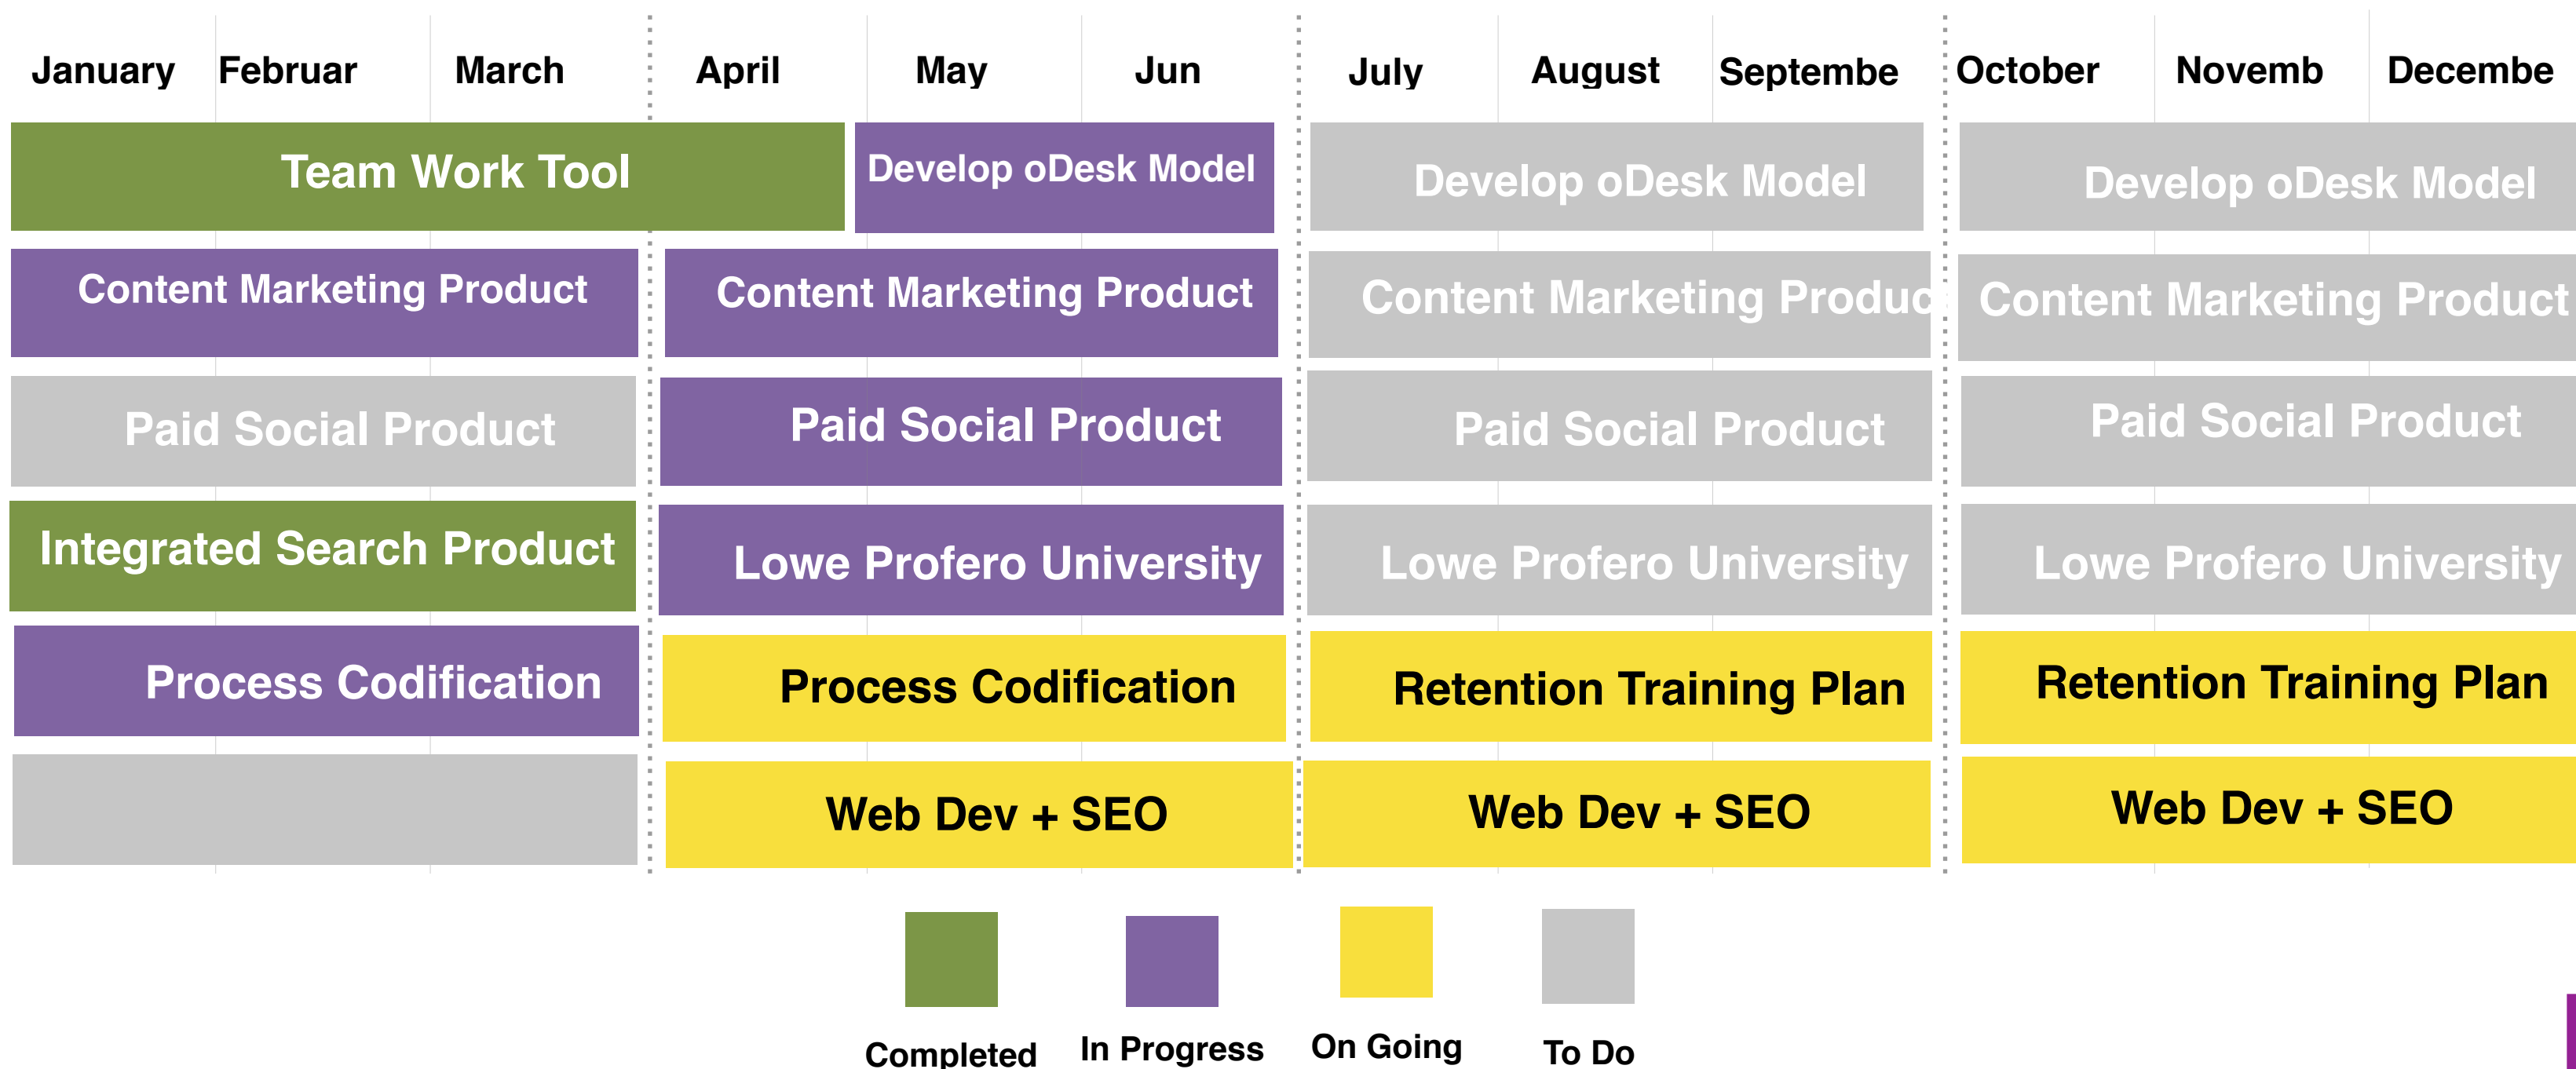 January Februar March April May Jun July August Septembe October Novemb Decembe
Team Work Tool Develop oDesk Model Develop oDesk Model Develop oDesk Model
Content Marketing Product Content Marketing Product Content Marketing Produc Content Marketing Product
Paid Social Product Paid Social Product Paid Social Product Paid Social Product
Integrated Search Product Lowe Profero University Lowe Profero University Lowe Profero University
Process Codification Process Codification Retention Training Plan Retention Training Plan
Web Dev + SEO Web Dev + SEO Web Dev + SEO
Completed In Progress On Going To Do